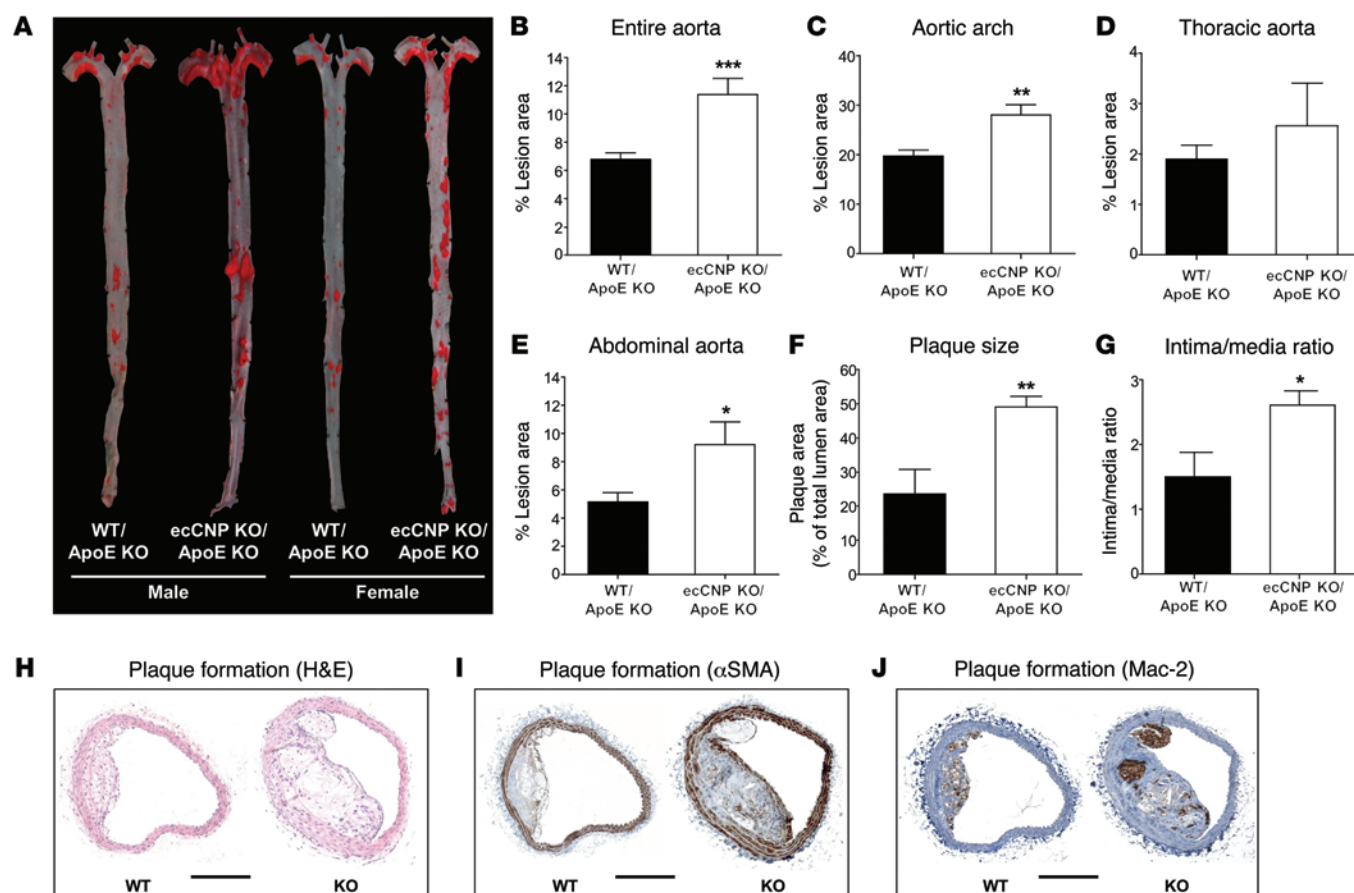 A
WT/
ApoE KO
ecCNP KO/
ApoE KO
WT/
ApoE KO
ecCNP KO/
ApoE KO
Male
Female
B
Entire aorta
% Lesion area
14
12
10
8
6
4
2
0
***
WT/
ApoE KO
ecCNP KO/
ApoE KO
C
Aortic arch
% Lesion area
40
30
20
10
0
**
WT/
ApoE KO
ecCNP KO/
ApoE KO
D
Thoracic aorta
% Lesion area
4
3
2
1
0
WT/
ApoE KO
ecCNP KO/
ApoE KO
E
Abdominal aorta
% Lesion area
14
12
10
8
6
4
2
0
*
WT/
ApoE KO
ecCNP KO/
ApoE KO
F
Plaque size
Plaque area
(% of total lumen area)
60
50
40
30
20
10
0
**
WT/
ApoE KO
ecCNP KO/
ApoE KO
G
Intima/media ratio
Intima/media ratio
3
2
1
0
*
WT/
ApoE KO
ecCNP KO/
ApoE KO
H
Plaque formation (H&E)
WT
KO
I
Plaque formation (αSMA)
WT
KO
J
Plaque formation (Mac-2)
WT
KO